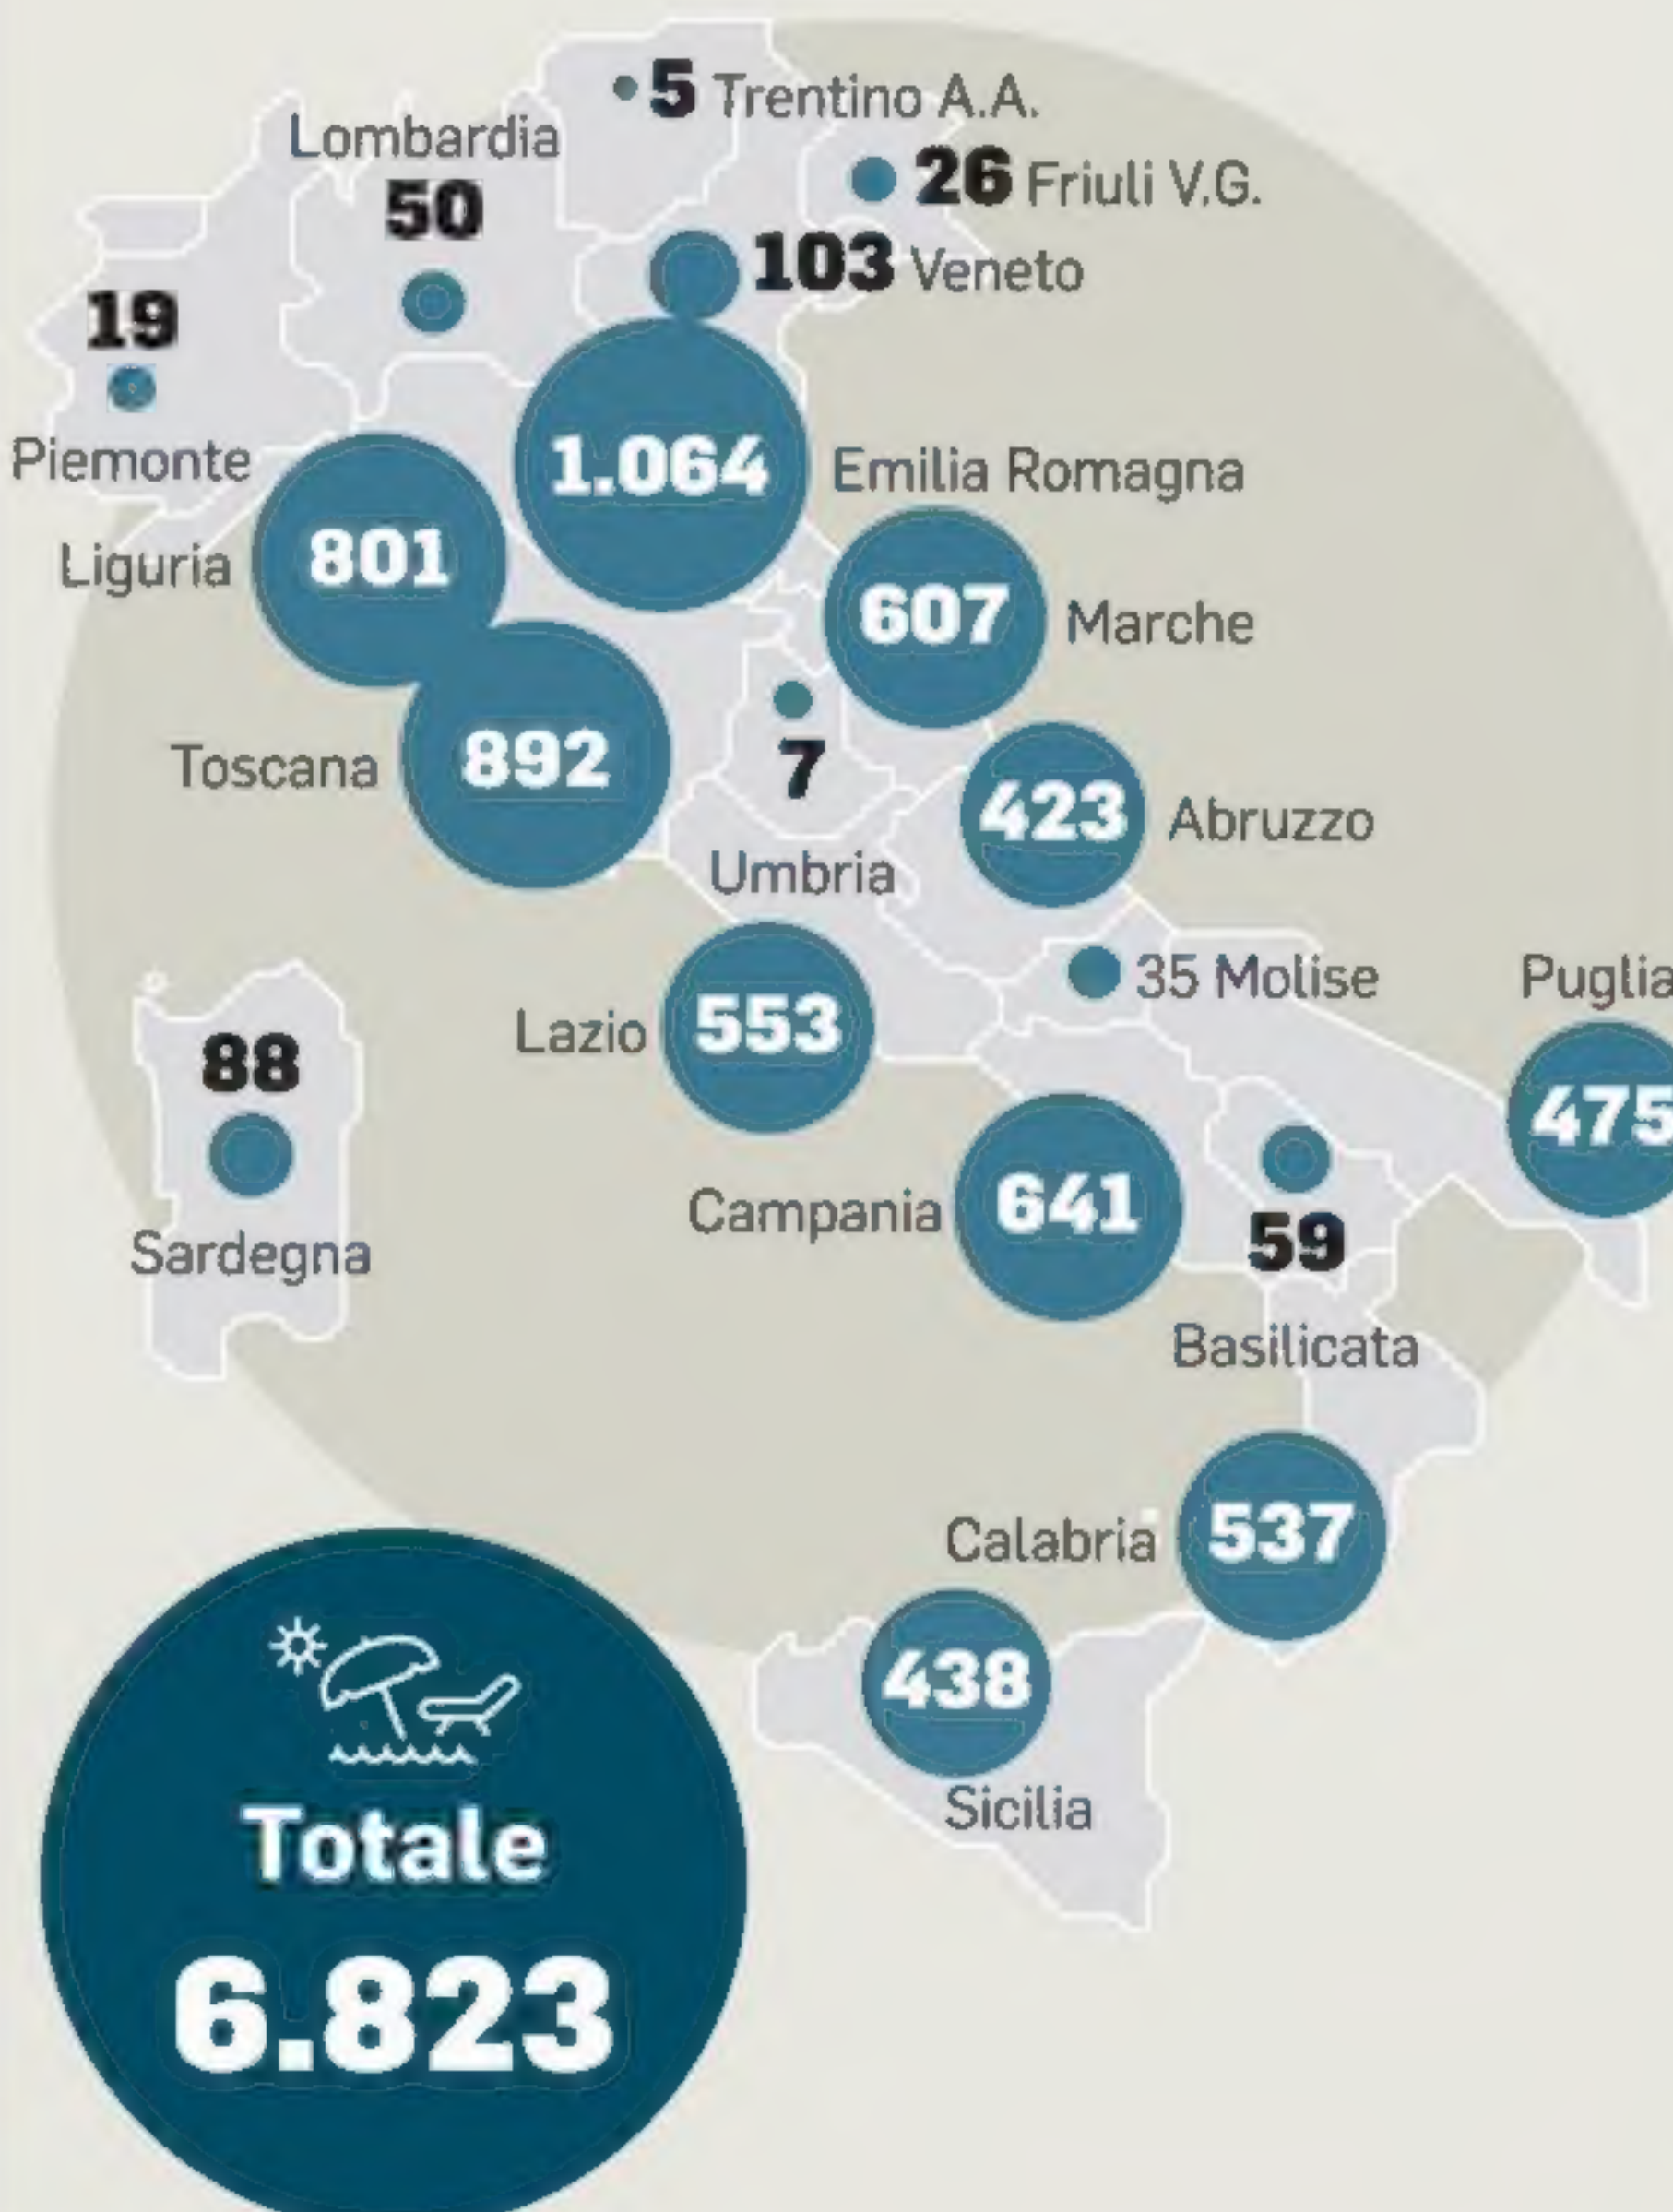 5 Trentino A.A.
Lombardia
50
26 Friuli V.G.
103 Veneto
19
Piemonte
1.064 Emilia Romagna
Liguria 801
607 Marche
Toscana 892
7
Umbria
423 Abruzzo
35 Molise
Puglia
475
Lazio 553
88
Sardegna
Campania 641
59
Basilicata
Calabria 537
438
Sicilia
Totale
6.823